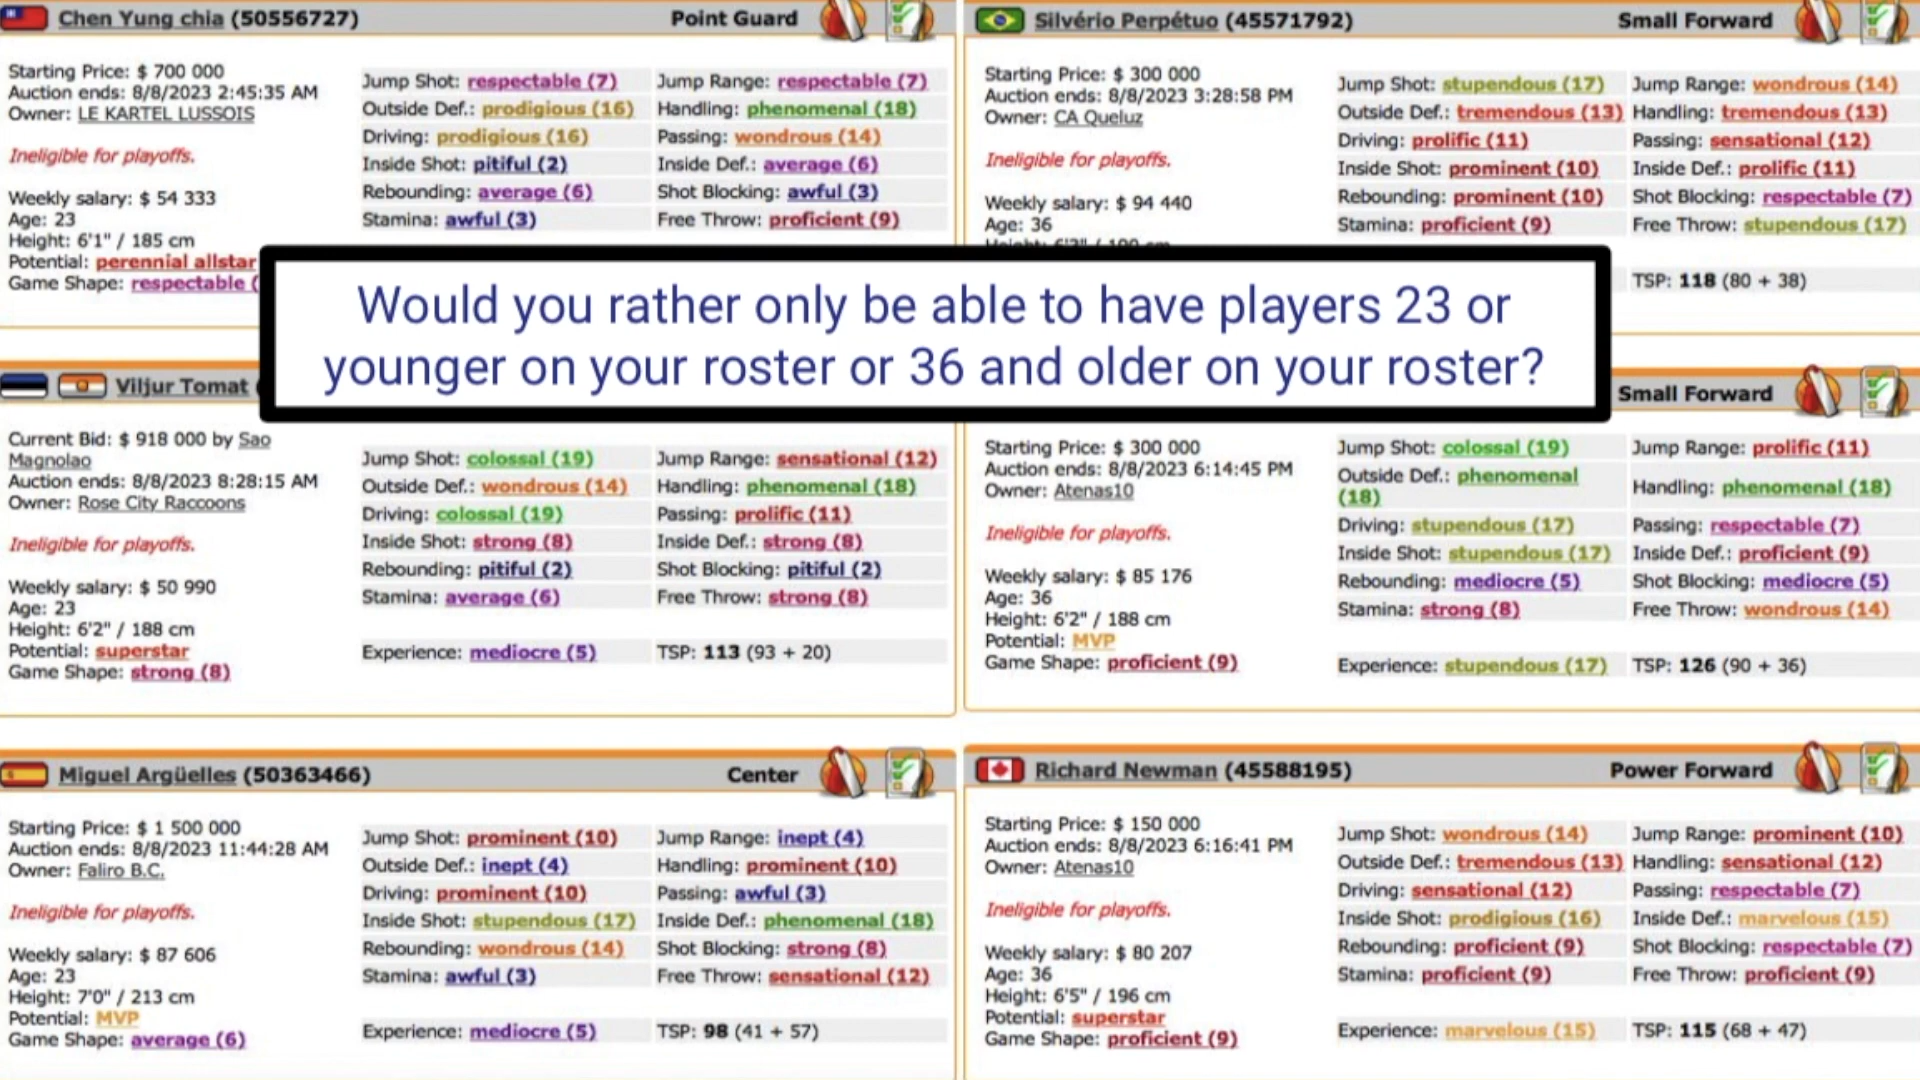 Chen Yung chia (50556727) Point Guard
Starting Price: $ 700 000
Auction ends: 8/8/2023 2:45:35 AM
Owner: LE KARTEL LUSSOIS
Ineligible for playoffs.
Weekly salary: $ 54 333
Age: 23
Height: 6'1" / 185 cm
Potential: perennial allstar
Game Shape: respectable (
Jump Shot: respectable (7) Jump Range: respectable (7)
Outside Def.: prodigious (16) Handling: phenomenal (18)
Driving: prodigious (16) Passing: wondrous (14)
Inside Shot: pitiful (2) Inside Def.: average (6)
Rebounding: average (6) Shot Blocking: awful (3)
Stamina: awful (3) Free Throw: proficient (9)
Silvério Perpétuo (45571792) Small Forward
Starting Price: $ 300 000
Auction ends: 8/8/2023 3:28:58 PM
Owner: CA Queluz
Ineligible for playoffs.
Weekly salary: $ 94 440
Age: 36
Jump Shot: stupendous (17) Jump Range: wondrous (14)
Outside Def.: tremendous (13) Handling: tremendous (13)
Driving: prolific (11) Passing: sensational (12)
Inside Shot: prominent (10) Inside Def.: prolific (11)
Rebounding: prominent (10) Shot Blocking: respectable (7)
Stamina: proficient (9) Free Throw: stupendous (17)
TSP: 118 (80 + 38)
Would you rather only be able to have players 23 or
younger on your roster or 36 and older on your roster?
Viljur Tomat (
Current Bid: $ 918 000 by Sao
Magnolao
Auction ends: 8/8/2023 8:28:15 AM
Owner: Rose City Raccoons
Ineligible for playoffs.
Weekly salary: $ 50 990
Age: 23
Height: 6'2" / 188 cm
Potential: superstar
Game Shape: strong (8)
Jump Shot: colossal (19) Jump Range: sensational (12)
Outside Def.: wondrous (14) Handling: phenomenal (18)
Driving: colossal (19) Passing: prolific (11)
Inside Shot: strong (8) Inside Def.: strong (8)
Rebounding: pitiful (2) Shot Blocking: pitiful (2)
Stamina: average (6) Free Throw: strong (8)
Experience: mediocre (5) TSP: 113 (93 + 20)
Small Forward
Starting Price: $ 300 000
Auction ends: 8/8/2023 6:14:45 PM
Owner: Atenas10
Ineligible for playoffs.
Weekly salary: $ 85 176
Age: 36
Height: 6'2" / 188 cm
Potential: MVP
Game Shape: proficient (9)
Jump Shot: colossal (19) Jump Range: prolific (11)
Outside Def.: phenomenal
(18) Handling: phenomenal (18)
Driving: stupendous (17) Passing: respectable (7)
Inside Shot: stupendous (17) Inside Def.: proficient (9)
Rebounding: mediocre (5) Shot Blocking: mediocre (5)
Stamina: strong (8) Free Throw: wondrous (14)
Experience: stupendous (17) TSP: 126 (90 + 36)
Miguel Argüelles (50363466) Center
Starting Price: $ 1 500 000
Auction ends: 8/8/2023 11:44:28 AM
Owner: Faliro B.C.
Ineligible for playoffs.
Weekly salary: $ 87 606
Age: 23
Height: 7'0" / 213 cm
Potential: MVP
Game Shape: average (6)
Jump Shot: prominent (10) Jump Range: inept (4)
Outside Def.: inept (4) Handling: prominent (10)
Driving: prominent (10) Passing: awful (3)
Inside Shot: stupendous (17) Inside Def.: phenomenal (18)
Rebounding: wondrous (14) Shot Blocking: strong (8)
Stamina: awful (3) Free Throw: sensational (12)
Experience: mediocre (5) TSP: 98 (41 + 57)
Richard Newman (45588195) Power Forward
Starting Price: $ 150 000
Auction ends: 8/8/2023 6:16:41 PM
Owner: Atenas10
Ineligible for playoffs.
Weekly salary: $ 80 207
Age: 36
Height: 6'5" / 196 cm
Potential: superstar
Game Shape: proficient (9)
Jump Shot: wondrous (14) Jump Range: prominent (10)
Outside Def.: tremendous (13) Handling: sensational (12)
Driving: sensational (12) Passing: respectable (7)
Inside Shot: prodigious (16) Inside Def.: marvelous (15)
Rebounding: proficient (9) Shot Blocking: respectable (7)
Stamina: proficient (9) Free Throw: proficient (9)
Experience: marvelous (15) TSP: 115 (68 + 47)